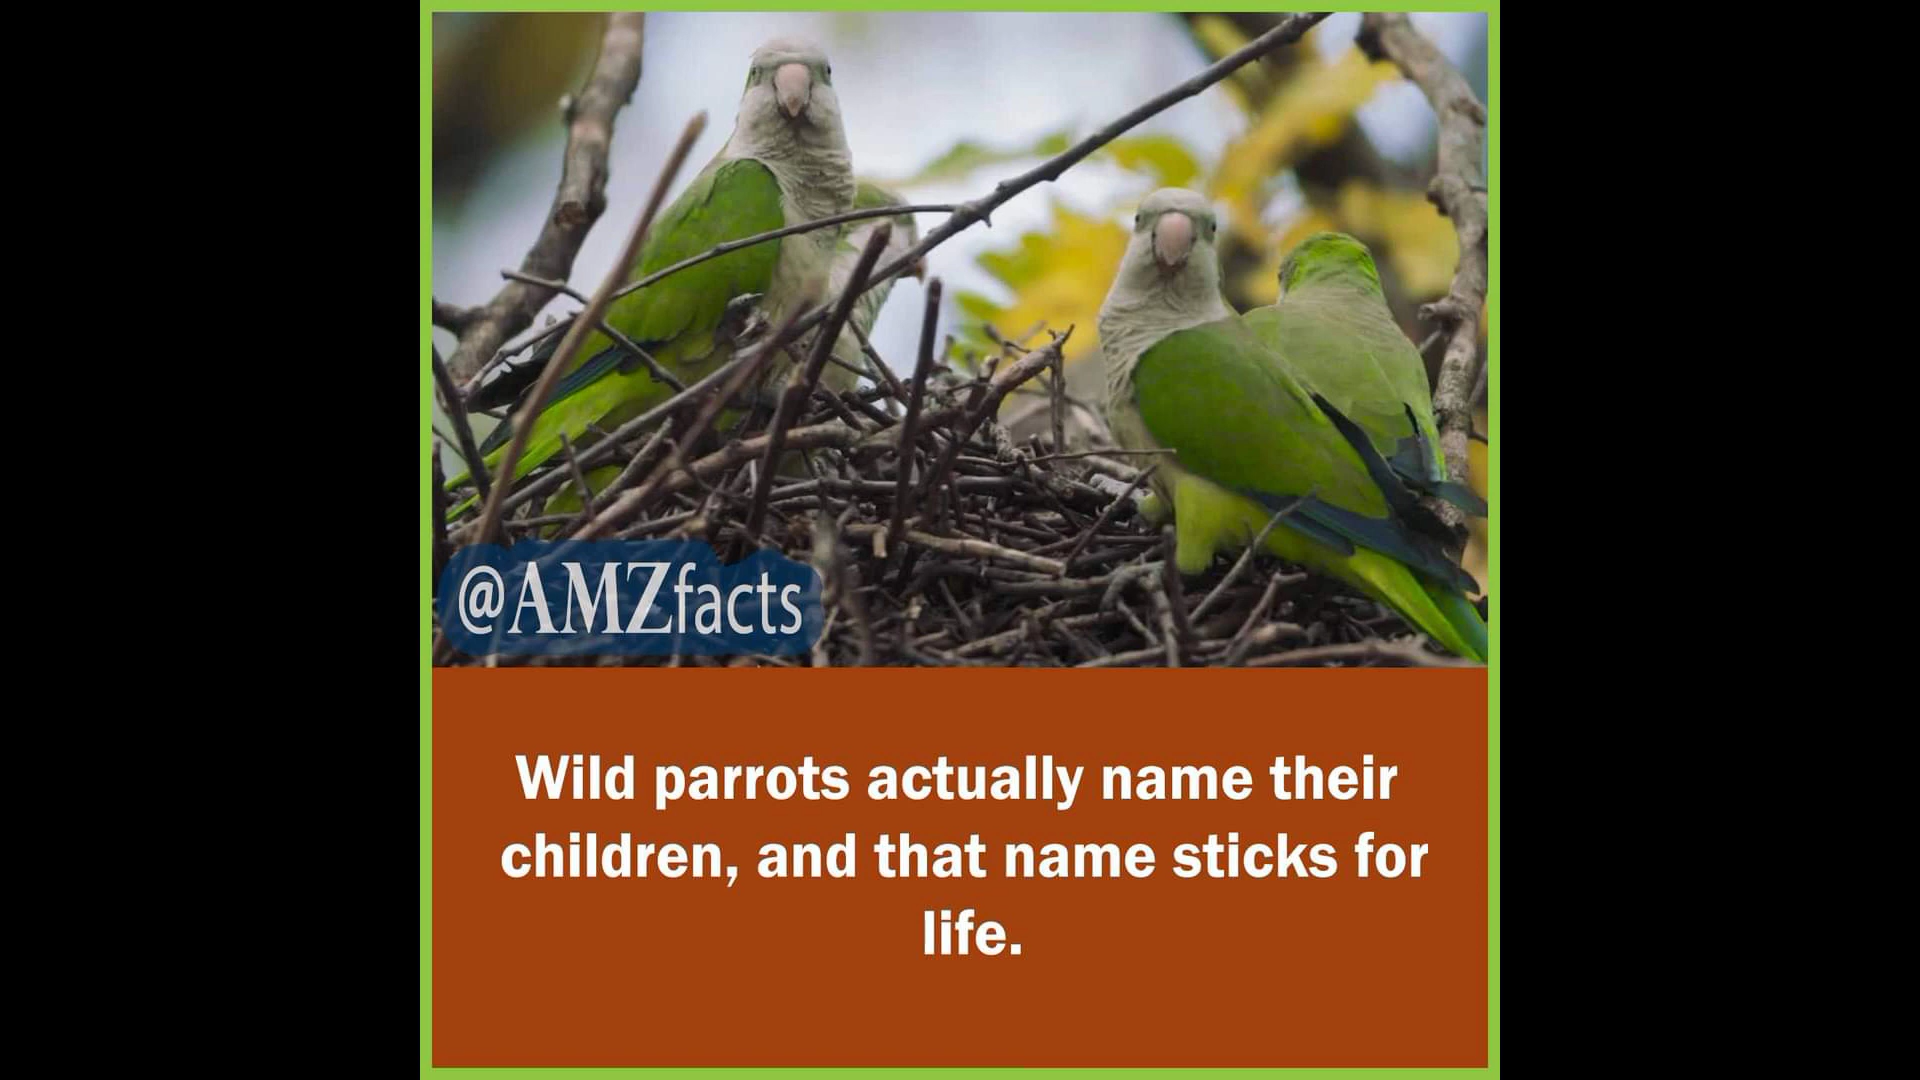 @AMZfacts
Wild parrots actually name their
children, and that name sticks for
life.